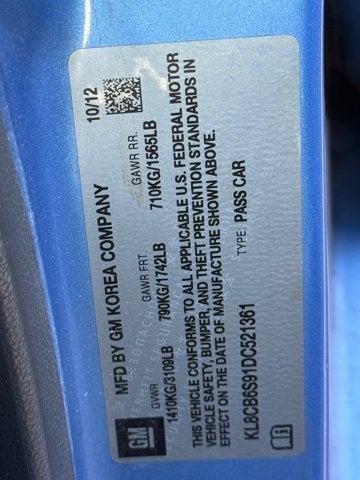 MFD BY GM KOREA COMPANY 10/12
GVWR GAWR FRT. GAWR RR.
1410KG/3109LB 790KG/1742LB 710KG/1565LB
THIS VEHICLE CONFORMS TO ALL APPLICABLE U.S. FEDERAL MOTOR
VEHICLE SAFETY, BUMPER, AND THEFT PREVENTION STANDARDS IN
EFFECT ON THE DATE OF MANUFACTURE SHOWN ABOVE.
KL8CB6S91DC521361 TYPE: PASS CAR
GM